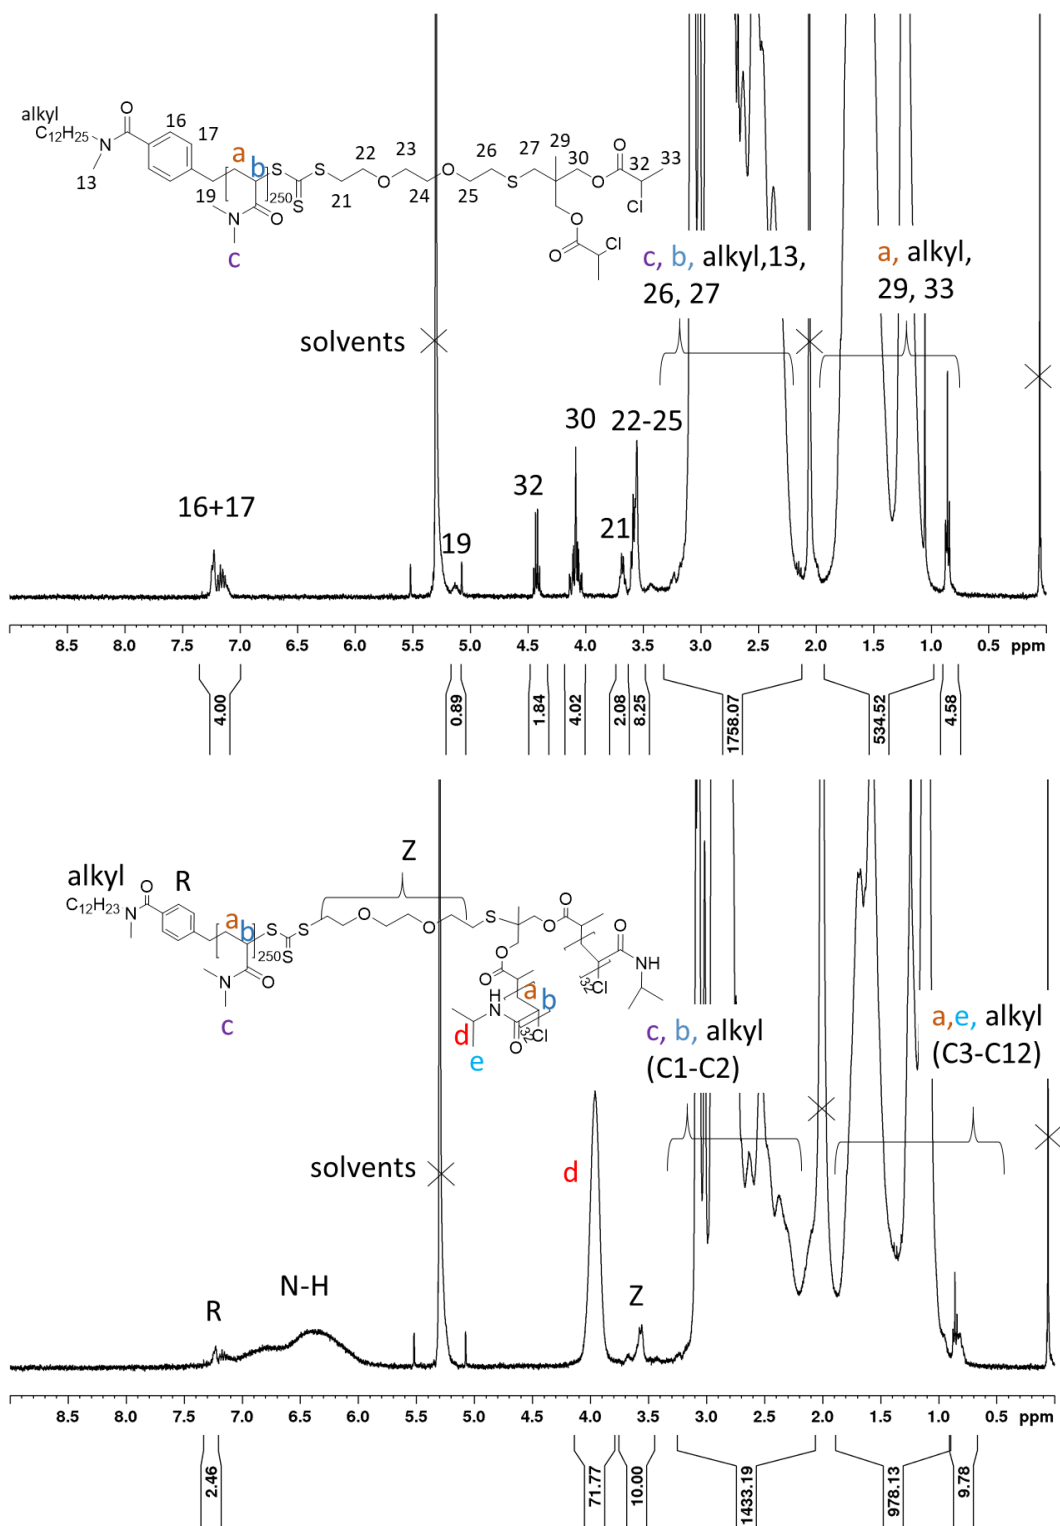 alkyl
C12H25
N
O
16
17
13
19
a
b
250
N
O
c
S
S
S
21
22
O
23
24
O
25
26
S
27
29
30
O
O
32
33
Cl
O
O
Cl
c, b, alkyl,13,
26, 27
a, alkyl,
29, 33
solvents
16+17
19
32
30
22-25
21
8.5 8.0 7.5 7.0 6.5 6.0 5.5 5.0 4.5 4.0 3.5 3.0 2.5 2.0 1.5 1.0 0.5 ppm
4.00 0.89 1.84 4.02 2.08 8.25 1758.07 534.52 4.58
Z
alkyl
R
C12H23
N
O
a
b
250
N
O
c
S
S
S
O
O
S
O
O
O
O
NH
Cl
32
H
N
a
b
O
32
Cl
d
e
c, b, alkyl
(C1-C2)
a,e, alkyl
(C3-C12)
solvents
d
N-H
R
Z
8.5 8.0 7.5 7.0 6.5 6.0 5.5 5.0 4.5 4.0 3.5 3.0 2.5 2.0 1.5 1.0 0.5 ppm
2.46 71.77 10.00 1433.19 978.13 9.78